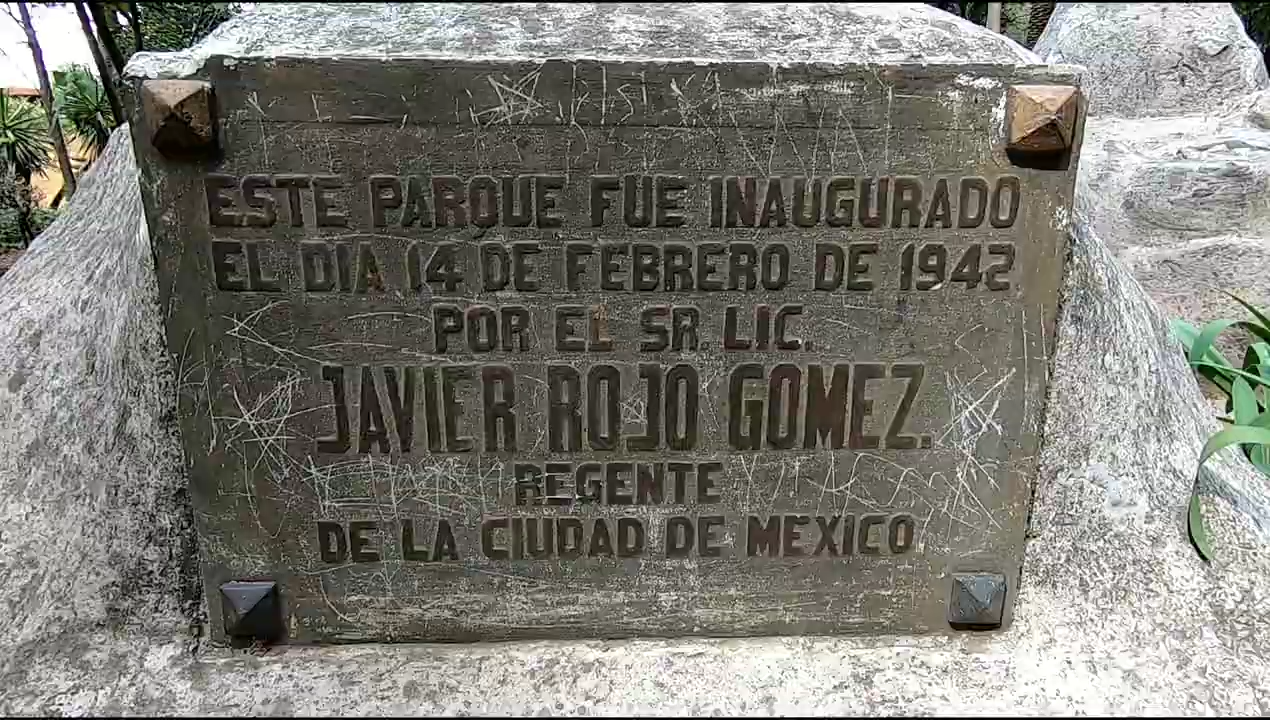 ESTE PARQUE FUE INAUGURADO
EL DIA 14 DE FEBRERO DE 1942
POR EL SR. LIC.
JAVIER ROJO GOMEZ.
REGENTE
DE LA CIUDAD DE MEXICO